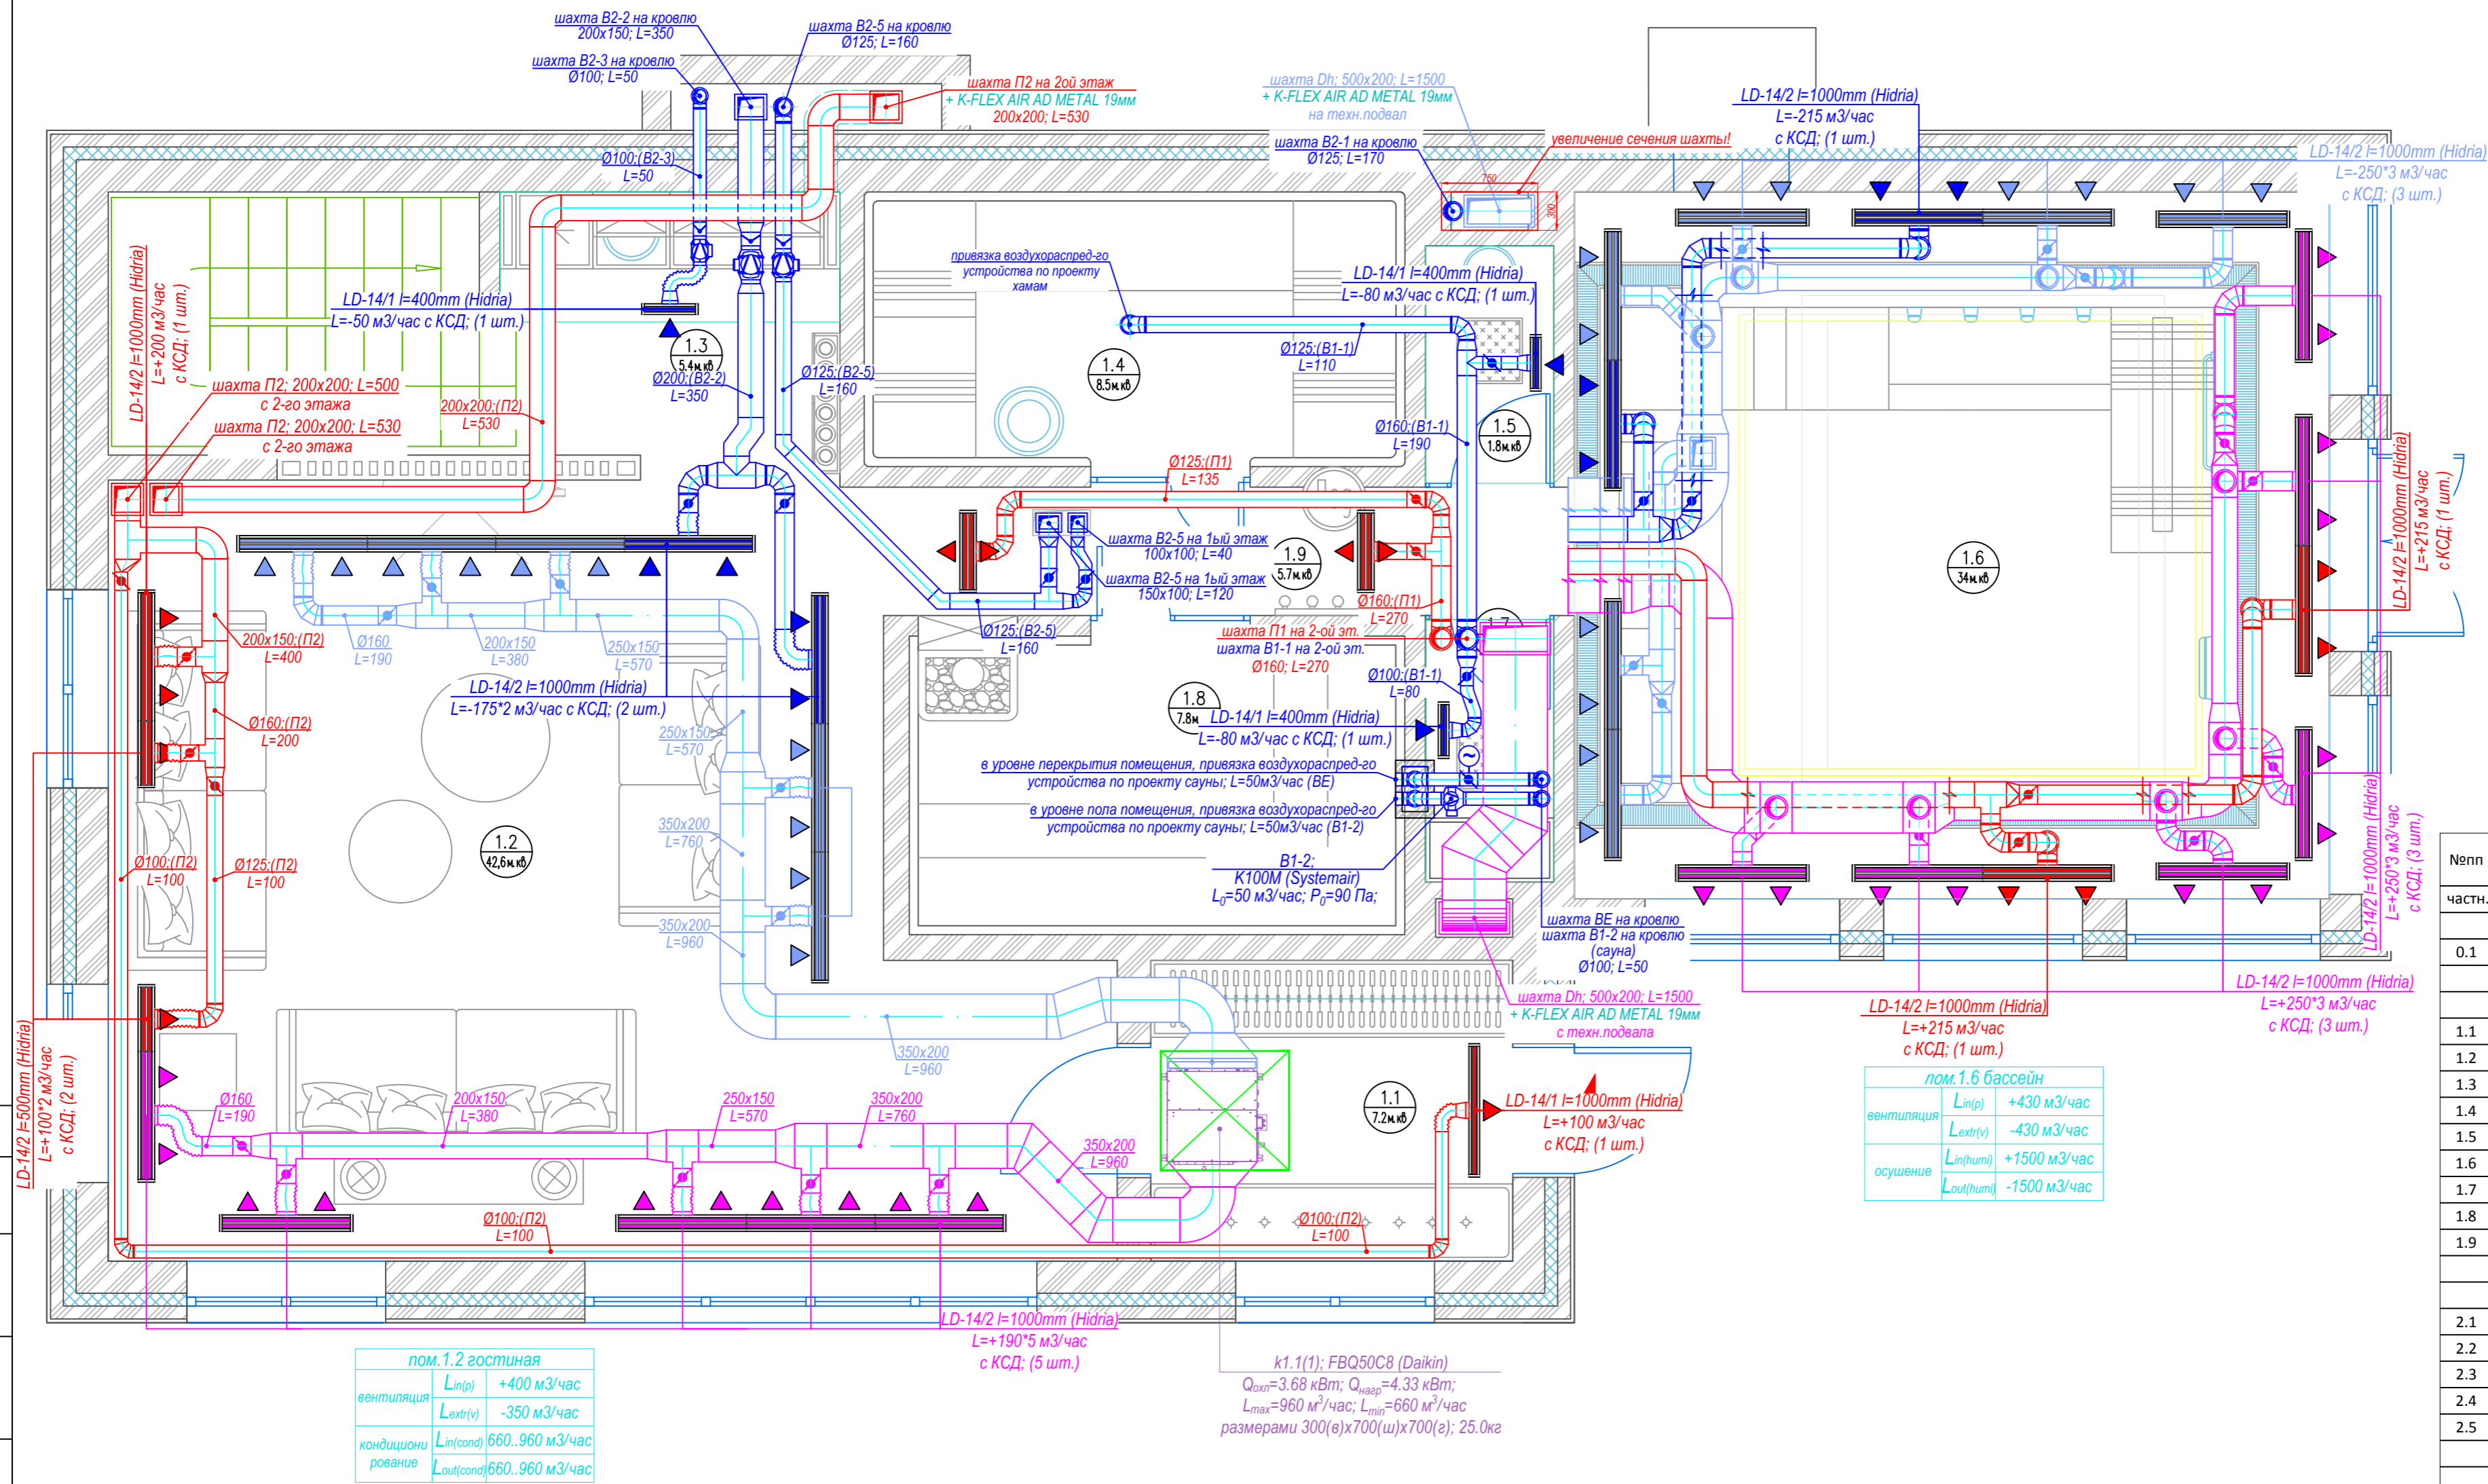 шахта В2-2 на кровлю
200х150; L=350
шахта В2-5 на кровлю
Ø125; L=160
шахта В2-3 на кровлю
Ø100; L=50
шахта П2 на 2ой этаж
+ K-FLEX AIR AD METAL 19мм
200х200; L=530
шахта Dh; 500х200; L=1500
+ K-FLEX AIR AD METAL 19мм
на техн.подвал
шахта В2-1 на кровлю
Ø125; L=170
увеличение сечения шахты!
750
300
LD-14/2 l=1000mm (Hidria)
L=-215 м3/час
с КСД; (1 шт.)
LD-14/2 l=1000mm (Hidria)
L=-250*3 м3/час
с КСД; (3 шт.)
Ø100;(В2-3)
L=50
LD-14/2 l=1000mm (Hidria)
L=+200 м3/час
с КСД; (1 шт.)
LD-14/1 l=400mm (Hidria)
L=-50 м3/час с КСД; (1 шт.)
привязка воздухораспред-го
устройства по проекту
хамам
LD-14/1 l=400mm (Hidria)
L=-80 м3/час с КСД; (1 шт.)
1.3
5.4м.кв
Ø200;(В2-2)
L=350
Ø125;(В2-5)
L=160
1.4
8.5м.кв
Ø125;(В1-1)
L=110
шахта П2; 200х200; L=500
с 2-го этажа
шахта П2; 200х200; L=530
с 2-го этажа
200х200;(П2)
L=530
Ø160;(В1-1)
L=190
1.5
1.8м.кв
Ø125;(П1)
L=135
LD-14/2 l=1000mm (Hidria)
L=+215 м3/час
с КСД; (1 шт.)
шахта В2-5 на 1ый этаж
100х100; L=40
шахта В2-5 на 1ый этаж
150х100; L=120
1.9
5.7м.кв
1.6
34м.кв
Ø160;(П1)
L=270
Ø125;(В2-5)
L=160
шахта П1 на 2-ой эт.
шахта В1-1 на 2-ой эт.
Ø160; L=270
1.7
200х150;(П2)
L=400
Ø160
L=190
200х150
L=380
250х150
L=570
LD-14/2 l=1000mm (Hidria)
L=-175*2 м3/час с КСД; (2 шт.)
Ø100;(В1-1)
L=80
1.8
7.8м
LD-14/1 l=400mm (Hidria)
L=-80 м3/час с КСД; (1 шт.)
Ø160;(П2)
L=200
250х150
L=570
в уровне перекрытия помещения, привязка воздухораспред-го
устройства по проекту сауны; L=50м3/час (ВЕ)
в уровне пола помещения, привязка воздухораспред-го
устройства по проекту сауны; L=50м3/час (В1-2)
350х200
L=760
1.2
42,6м.кв
Ø100;(П2)
L=100
Ø125;(П2)
L=100
В1-2;
K100M (Systemair)
L0=50 м3/час; P0=90 Па;
LD-14/2 l=1000mm (Hidria)
L=+250*3 м3/час
с КСД; (3 шт.)
350х200
L=960
шахта ВЕ на кровлю
шахта В1-2 на кровлю
(сауна)
Ø100; L=50
шахта Dh; 500х200; L=1500
+ K-FLEX AIR AD METAL 19мм
с техн.подвала
LD-14/2 l=1000mm (Hidria)
L=+215 м3/час
с КСД; (1 шт.)
LD-14/2 l=1000mm (Hidria)
L=+250*3 м3/час
с КСД; (3 шт.)
LD-14/2 l=500mm (Hidria)
L=+100*2 м3/час
с КСД; (2 шт.)
350х200
L=960
1.1
7.2м.кв
LD-14/1 l=1000mm (Hidria)
L=+100 м3/час
с КСД; (1 шт.)
Ø160
L=190
200х150
L=380
250х150
L=570
350х200
L=760
350х200
L=960
Ø100;(П2)
L=100
Ø100;(П2)
L=100
пом.1.6 бассейн
вентиляция
Lin(p) +430 м3/час
Lextr(v) -430 м3/час
осушение
Lin(humi) +1500 м3/час
Lout(humi) -1500 м3/час
LD-14/2 l=1000mm (Hidria)
L=+190*5 м3/час
с КСД; (5 шт.)
пом.1.2 гостиная
вентиляция
Lin(p) +400 м3/час
Lextr(v) -350 м3/час
кондициони
рование
Lin(cond) 660..960 м3/час
Lout(cond) 660..960 м3/час
k1.1(1); FBQ50C8 (Daikin)
Qохл=3.68 кВт; Qнагр=4.33 кВт;
Lmax=960 м³/час; Lmin=660 м³/час
размерами 300(в)х700(ш)х700(г); 25.0кг
№пп
частн.
0.1
1.1
1.2
1.3
1.4
1.5
1.6
1.7
1.8
1.9
2.1
2.2
2.3
2.4
2.5